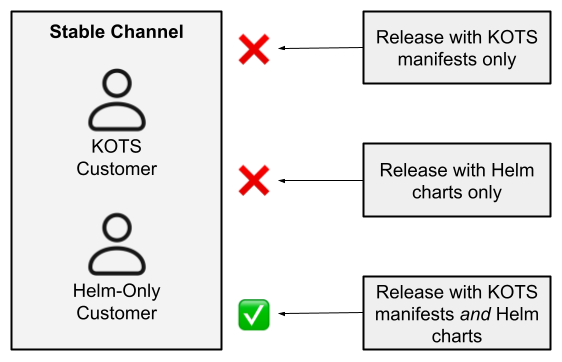 Stable Channel
KOTS
Customer
Helm-Only
Customer
Release with KOTS
manifests only
Release with Helm
charts only
Release with KOTS
manifests and Helm
charts